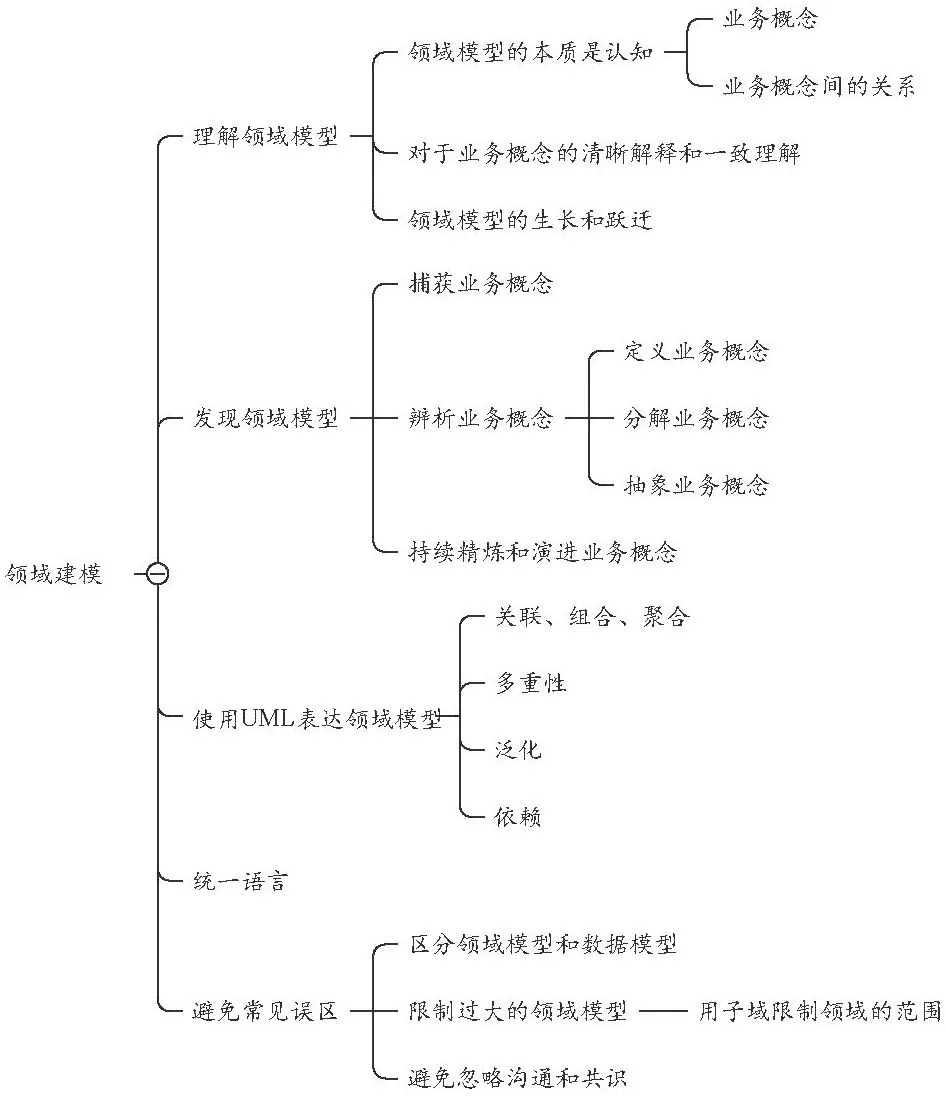 领域建模
理解领域模型
领域模型的本质是认知
业务概念
业务概念间的关系
对于业务概念的清晰解释和一致理解
领域模型的生长和跃迁
发现领域模型
捕获业务概念
辨析业务概念
定义业务概念
分解业务概念
抽象业务概念
持续精炼和演进业务概念
使用UML表达领域模型
关联、组合、聚合
多重性
泛化
依赖
统一语言
避免常见误区
区分领域模型和数据模型
限制过大的领域模型
用子域限制领域的范围
避免忽略沟通和共识